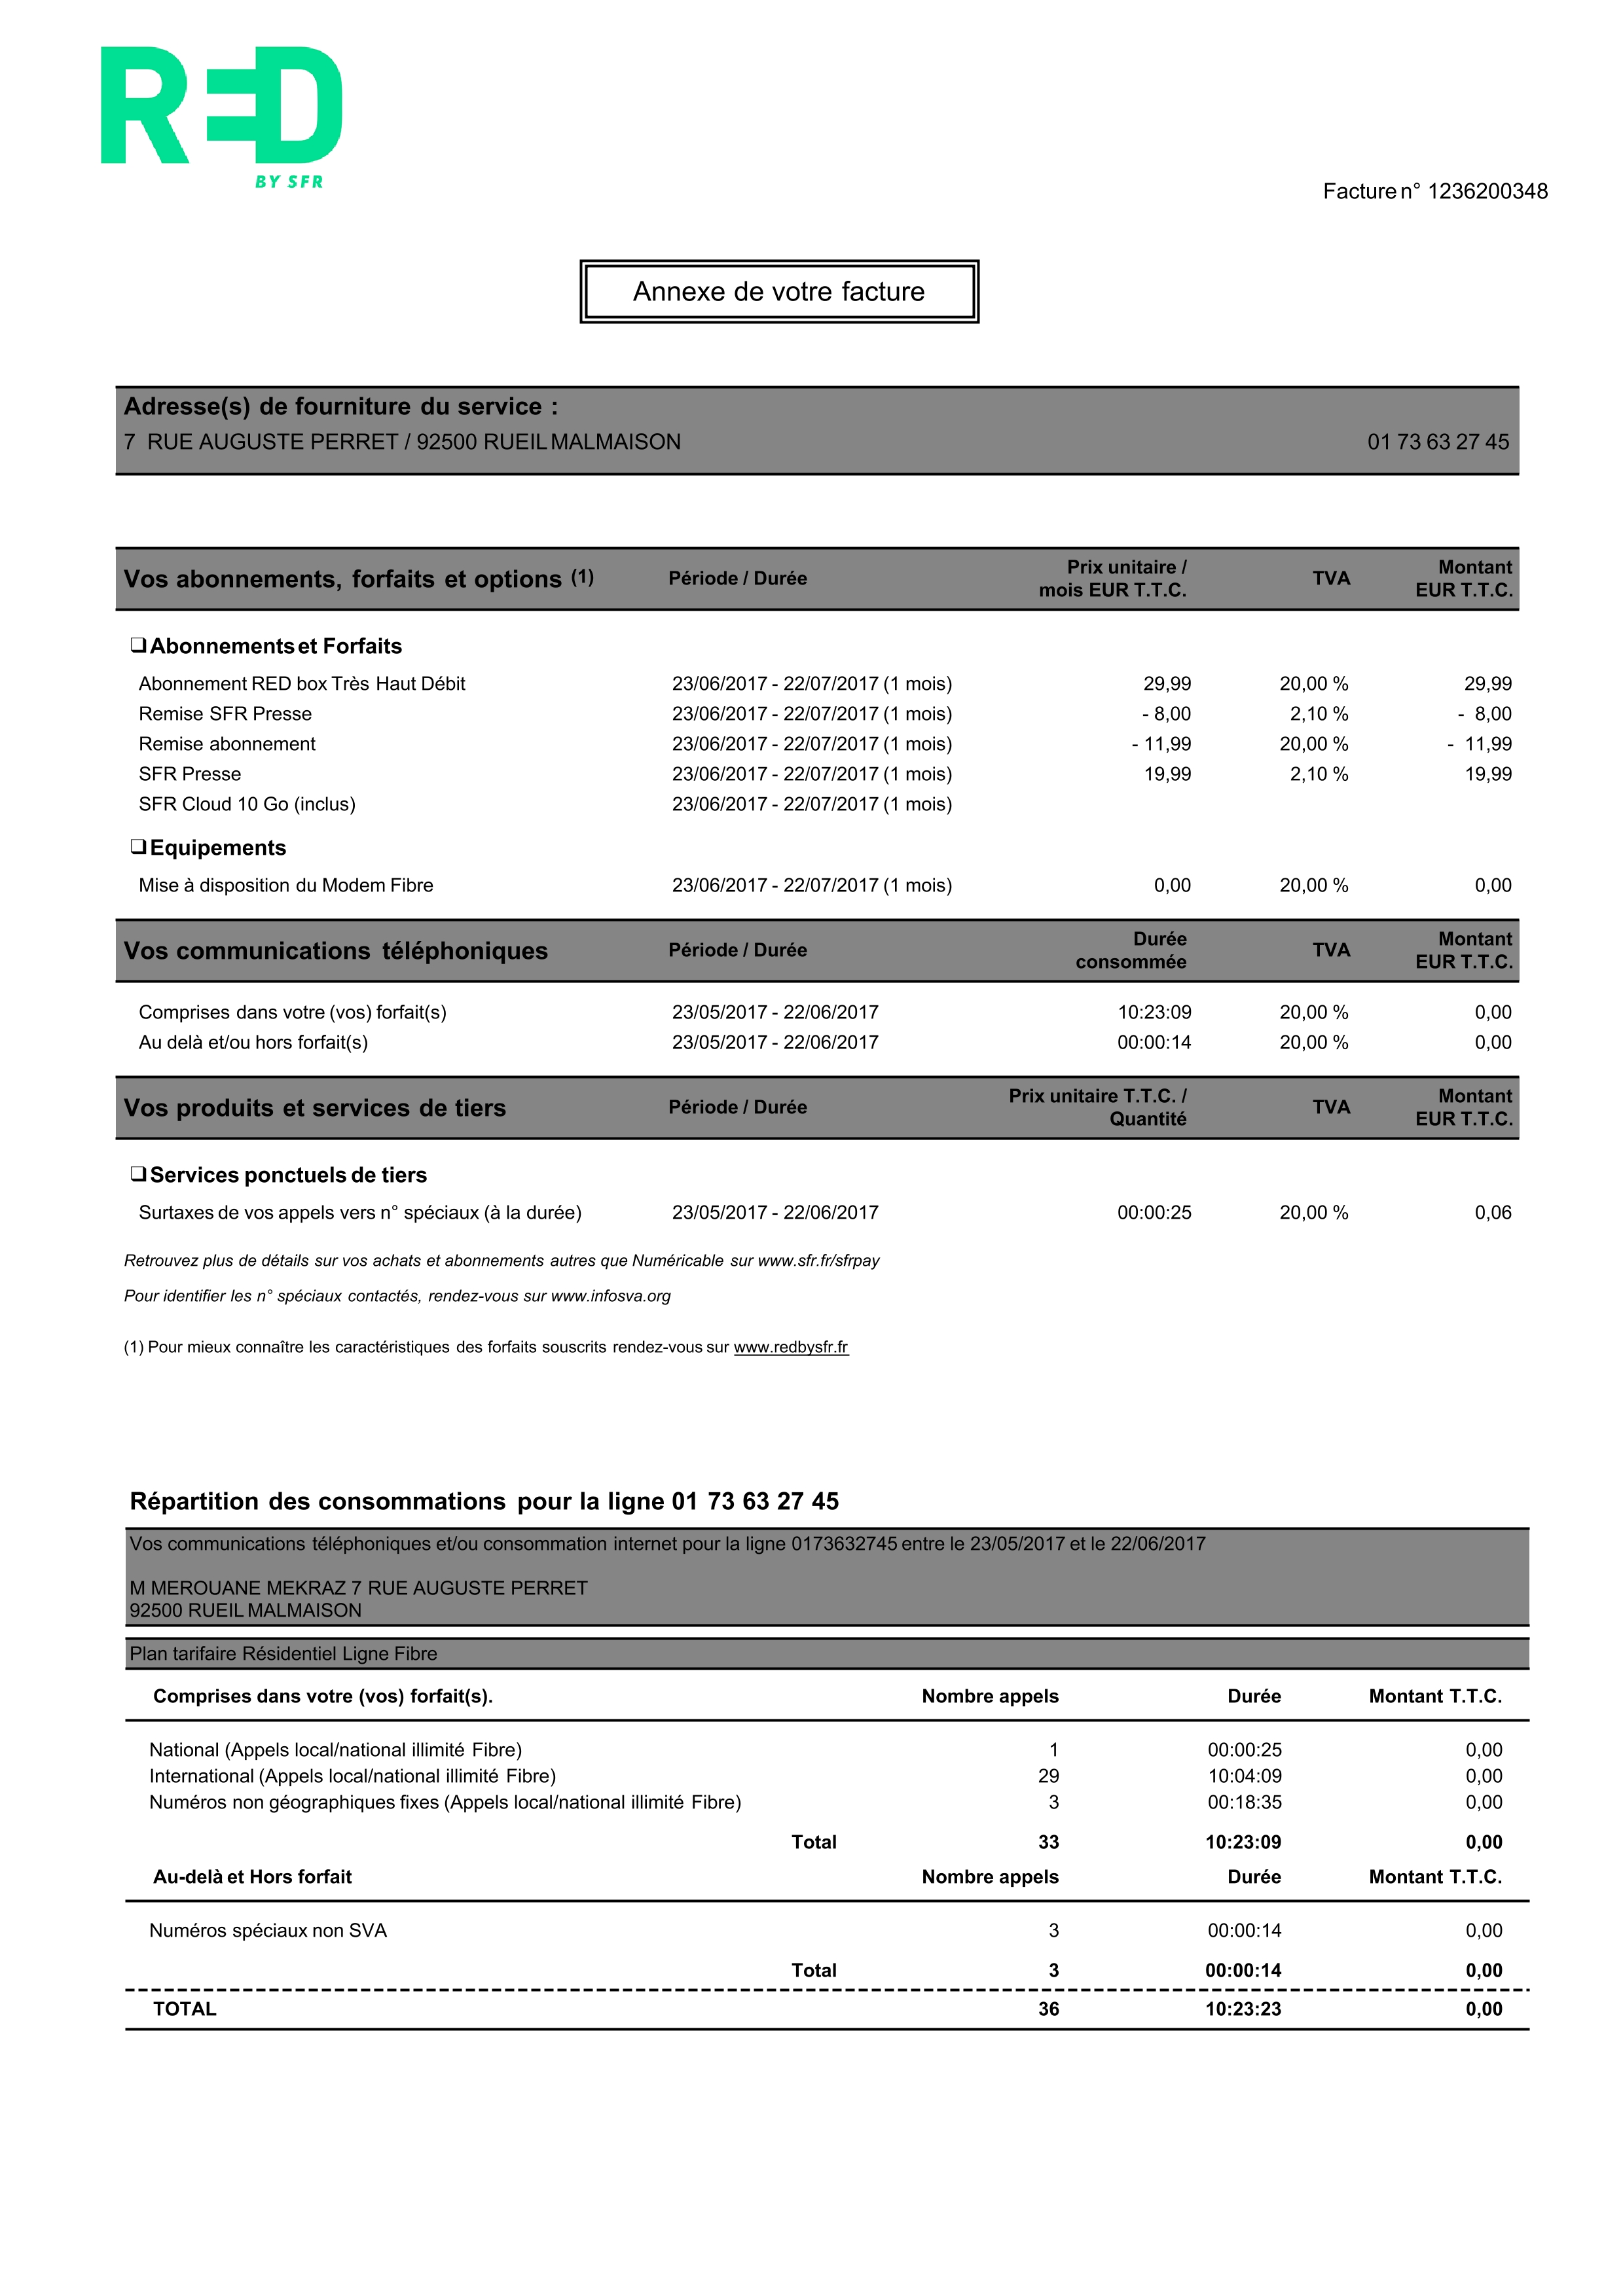 RED
BY SFR
Facture n° 1236200348
Annexe de votre facture
Adresse(s) de fourniture du service :
7 RUE AUGUSTE PERRET / 92500 RUEIL MALMAISON 01 73 63 27 45
Vos abonnements, forfaits et options (1) Période / Durée Prix unitaire / mois EUR T.T.C. TVA Montant EUR T.T.C.
❑ Abonnements et Forfaits
Abonnement RED box Très Haut Débit 23/06/2017 - 22/07/2017 (1 mois) 29,99 20,00 % 29,99
Remise SFR Presse 23/06/2017 - 22/07/2017 (1 mois) - 8,00 2,10 % - 8,00
Remise abonnement 23/06/2017 - 22/07/2017 (1 mois) - 11,99 20,00 % - 11,99
SFR Presse 23/06/2017 - 22/07/2017 (1 mois) 19,99 2,10 % 19,99
SFR Cloud 10 Go (inclus) 23/06/2017 - 22/07/2017 (1 mois)
❑ Equipements
Mise à disposition du Modem Fibre 23/06/2017 - 22/07/2017 (1 mois) 0,00 20,00 % 0,00
Vos communications téléphoniques Période / Durée Durée consommée TVA Montant EUR T.T.C.
Comprises dans votre (vos) forfait(s) 23/05/2017 - 22/06/2017 10:23:09 20,00 % 0,00
Au delà et/ou hors forfait(s) 23/05/2017 - 22/06/2017 00:00:14 20,00 % 0,00
Vos produits et services de tiers Période / Durée Prix unitaire T.T.C. / Quantité TVA Montant EUR T.T.C.
❑ Services ponctuels de tiers
Surtaxes de vos appels vers n° spéciaux (à la durée) 23/05/2017 - 22/06/2017 00:00:25 20,00 % 0,06
Retrouvez plus de détails sur vos achats et abonnements autres que Numéricable sur www.sfr.fr/sfrpay
Pour identifier les n° spéciaux contactés, rendez-vous sur www.infosva.org
(1) Pour mieux connaître les caractéristiques des forfaits souscrits rendez-vous sur www.redbysfr.fr
Répartition des consommations pour la ligne 01 73 63 27 45
Vos communications téléphoniques et/ou consommation internet pour la ligne 0173632745 entre le 23/05/2017 et le 22/06/2017
M MEROUANE MEKRAZ 7 RUE AUGUSTE PERRET
92500 RUEIL MALMAISON
Plan tarifaire Résidentiel Ligne Fibre
Comprises dans votre (vos) forfait(s). Nombre appels Durée Montant T.T.C.
National (Appels local/national illimité Fibre) 1 00:00:25 0,00
International (Appels local/national illimité Fibre) 29 10:04:09 0,00
Numéros non géographiques fixes (Appels local/national illimité Fibre) 3 00:18:35 0,00
Total 33 10:23:09 0,00
Au-delà et Hors forfait Nombre appels Durée Montant T.T.C.
Numéros spéciaux non SVA 3 00:00:14 0,00
Total 3 00:00:14 0,00
TOTAL 36 10:23:23 0,00